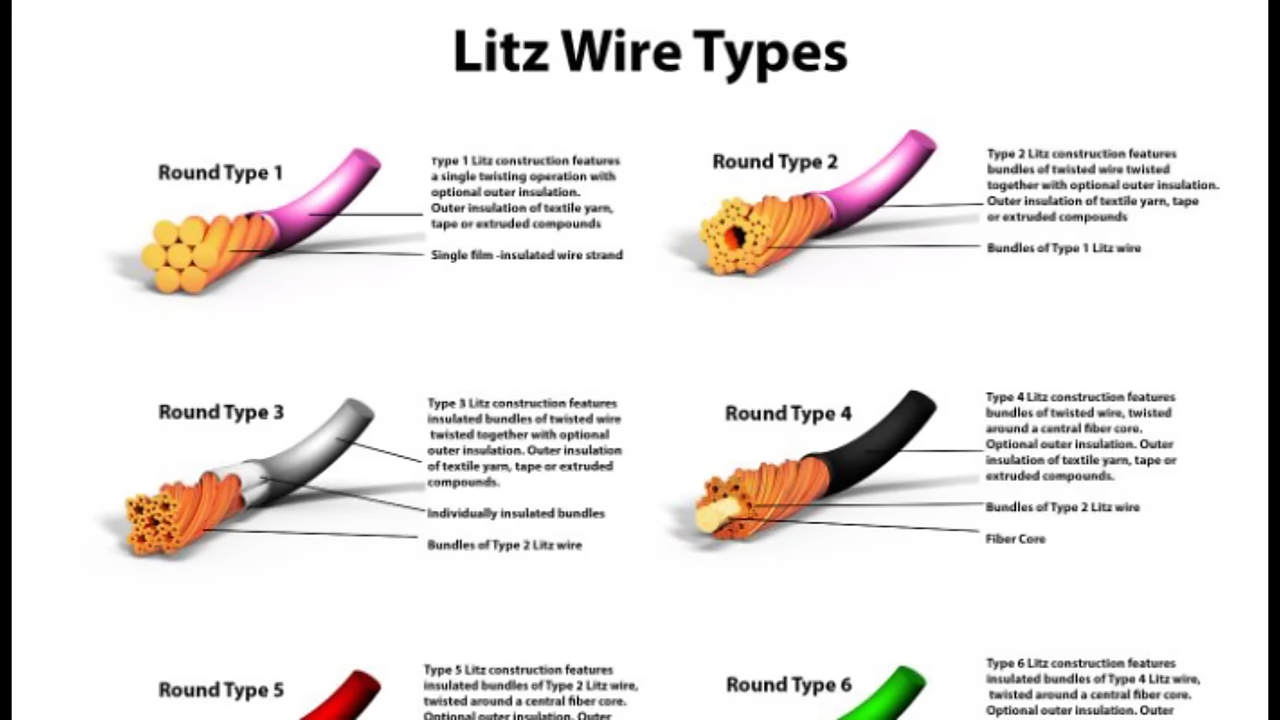 Litz Wire Types
Round Type 1
Type 1 Litz construction features
a single twisting operation with
optional outer insulation.
Outer insulation of textile yarn,
tape or extruded compounds
Single film -insulated wire strand
Round Type 2
Type 2 Litz construction features
bundles of twisted wire twisted
together with optional outer insulation.
Outer insulation of textile yarn, tape
or extruded compounds
Bundles of Type 1 Litz wire
Round Type 3
Type 3 Litz construction features
insulated bundles of twisted wire
twisted together with optional
outer insulation. Outer insulation
of textile yarn, tape or extruded
compounds.
Individually insulated bundles
Bundles of Type 2 Litz wire
Round Type 4
Type 4 Litz construction features
bundles of twisted wire, twisted
around a central fiber core.
Optional outer insulation. Outer
insulation of textile yarn, tape or
extruded compounds.
Bundles of Type 2 Litz wire
Fiber Core
Round Type 5
Type 5 Litz construction features
insulated bundles of Type 2 Litz wire,
twisted around a central fiber core.
Optional outer insulation. Outer
Round Type 6
Type 6 Litz construction features
insulated bundles of Type 4 Litz wire,
twisted around a central fiber core.
Optional outer insulation. Outer